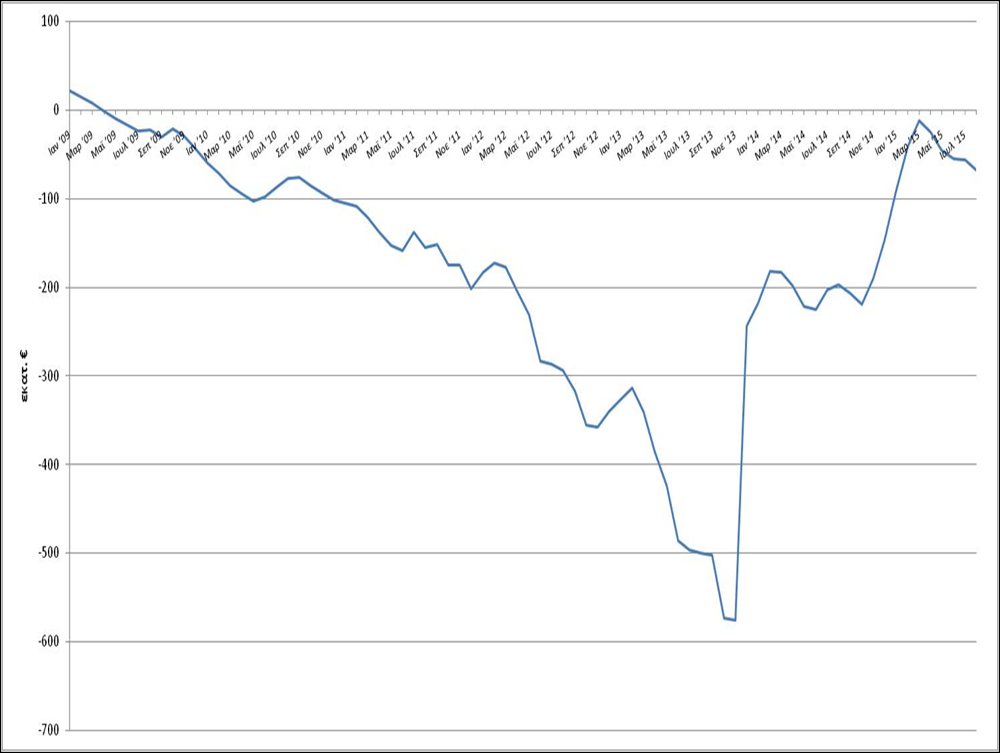 100
0
-100
-200
-300
-400
-500
-600
-700
εκατ. €
Ιαν '09
Μαρ '09
Μαϊ '09
Ιουλ '09
Σεπ '09
Νοε '09
Ιαν '10
Μαρ '10
Μαϊ '10
Ιουλ '10
Σεπ '10
Νοε '10
Ιαν '11
Μαρ '11
Μαϊ '11
Ιουλ '11
Σεπ '11
Νοε '11
Ιαν '12
Μαρ '12
Μαϊ '12
Ιουλ '12
Σεπ '12
Νοε '12
Ιαν '13
Μαρ '13
Μαϊ '13
Ιουλ '13
Σεπ '13
Νοε '13
Ιαν '14
Μαρ '14
Μαϊ '14
Ιουλ '14
Σεπ '14
Νοε '14
Ιαν '15
Μαρ '15
Μαϊ '15
Ιουλ '15